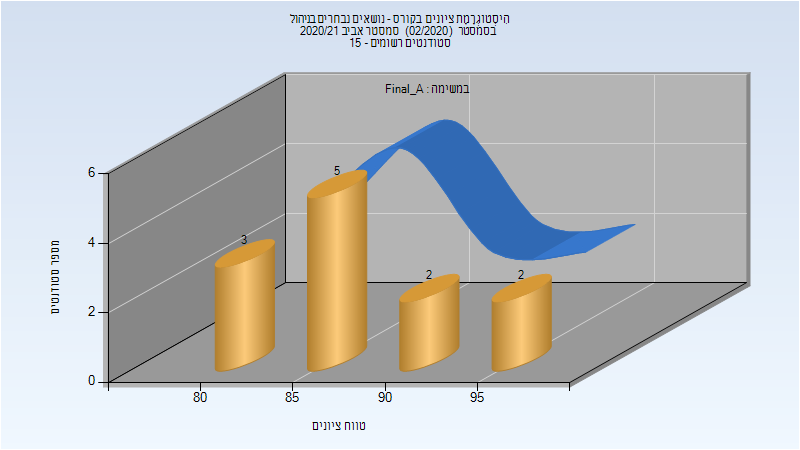 היסטוגרמת ציונים בקורס - נושאים נבחרים בניהול
בסמסטר (02/2020) סמסטר אביב 2020/21
סטודנטים רשומים - 15
במשימה : Final_A
6
4
2
0
3
5
2
2
80
85
90
95
מספר סטודנטים
טווח ציונים